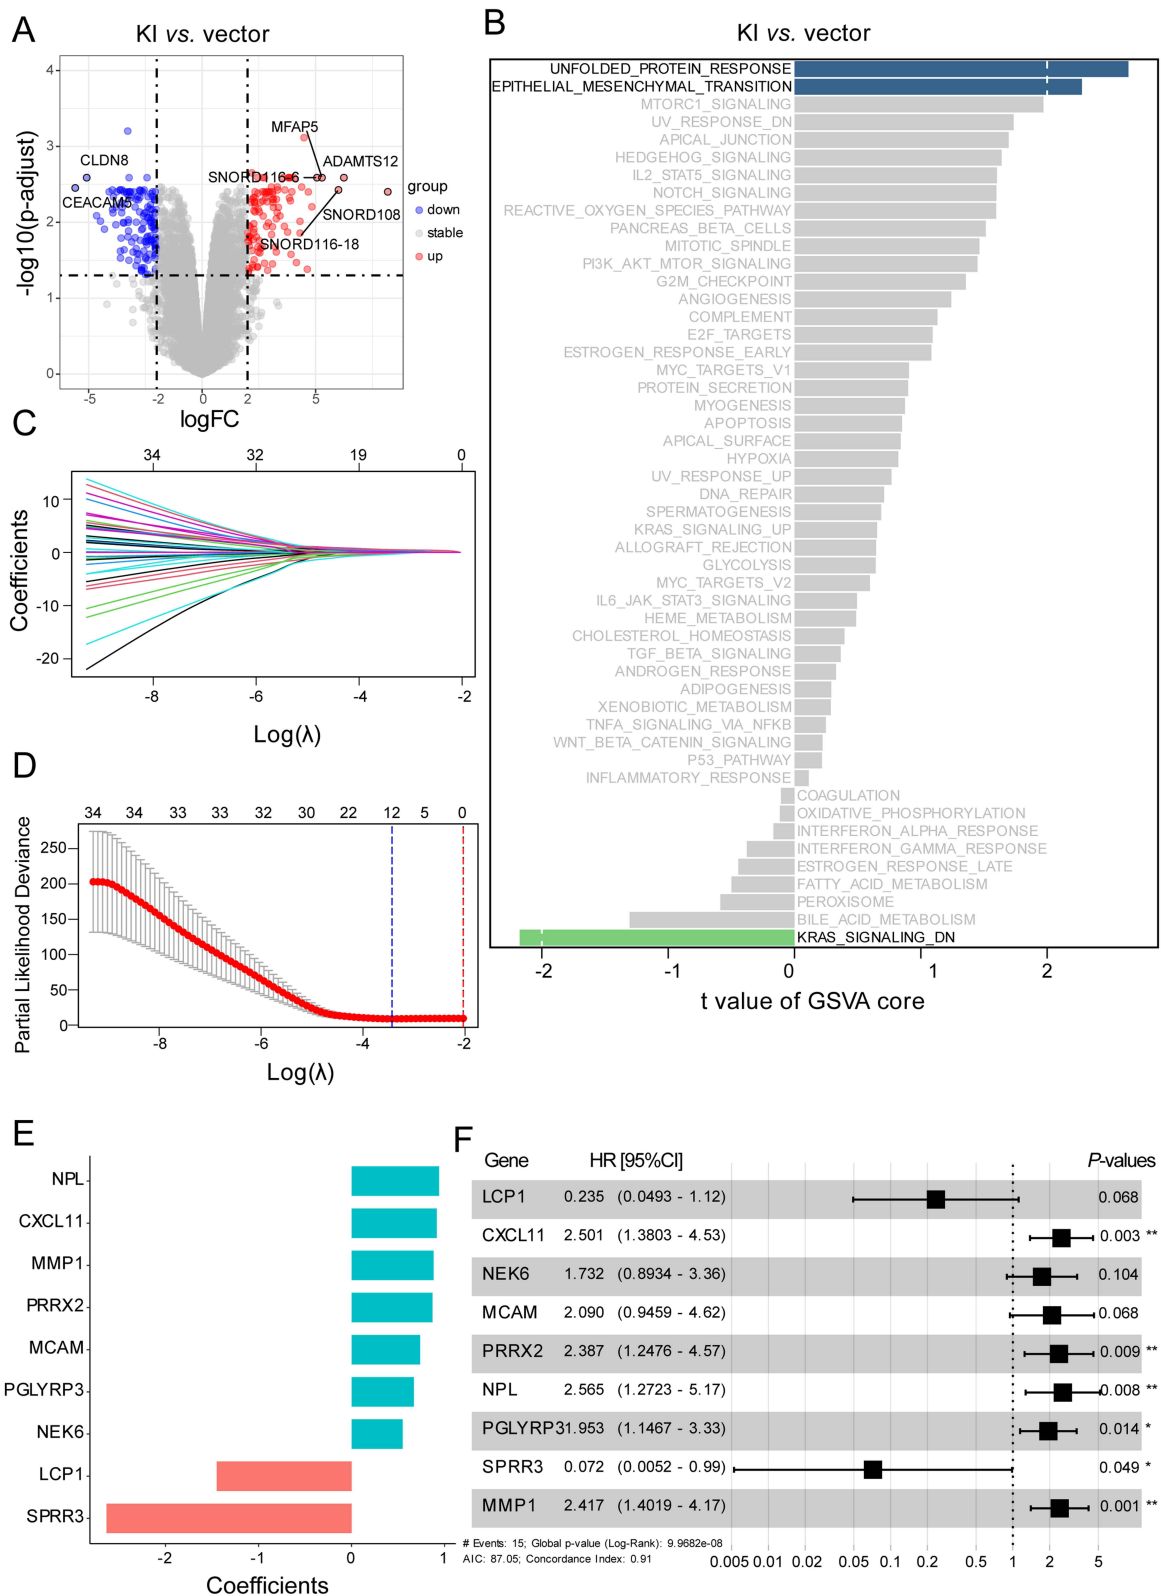 A
KI vs. vector
4
3
2
1
0
-log10(p-adjust)
MFAP5
CLDN8
ADAMTS12
SNORD116-6
CEACAM5
SNORD108
SNORD116-18
group
down
stable
up
-5
-2
0
2
5
logFC
B
KI vs. vector
UNFOLDED_PROTEIN_RESPONSE
EPITHELIAL_MESENCHYMAL_TRANSITION
MTORC1_SIGNALING
UV_RESPONSE_DN
APICAL_JUNCTION
HEDGEHOG_SIGNALING
IL2_STAT5_SIGNALING
NOTCH_SIGNALING
REACTIVE_OXYGEN_SPECIES_PATHWAY
PANCREAS_BETA_CELLS
MITOTIC_SPINDLE
PI3K_AKT_MTOR_SIGNALING
G2M_CHECKPOINT
ANGIOGENESIS
COMPLEMENT
E2F_TARGETS
ESTROGEN_RESPONSE_EARLY
MYC_TARGETS_V1
PROTEIN_SECRETION
MYOGENESIS
APOPTOSIS
APICAL_SURFACE
HYPOXIA
UV_RESPONSE_UP
DNA_REPAIR
SPERMATOGENESIS
KRAS_SIGNALING_UP
ALLOGRAFT_REJECTION
GLYCOLYSIS
MYC_TARGETS_V2
IL6_JAK_STAT3_SIGNALING
HEME_METABOLISM
CHOLESTEROL_HOMEOSTASIS
TGF_BETA_SIGNALING
ANDROGEN_RESPONSE
ADIPOGENESIS
XENOBIOTIC_METABOLISM
TNFA_SIGNALING_VIA_NFKB
WNT_BETA_CATENIN_SIGNALING
P53_PATHWAY
INFLAMMATORY_RESPONSE
COAGULATION
OXIDATIVE_PHOSPHORYLATION
INTERFERON_ALPHA_RESPONSE
INTERFERON_GAMMA_RESPONSE
ESTROGEN_RESPONSE_LATE
FATTY_ACID_METABOLISM
PEROXISOME
BILE_ACID_METABOLISM
KRAS_SIGNALING_DN
-2 -1 0 1 2
t value of GSVA core
C
34 32 19 0
10
0
-10
-20
Coefficients
-8 -6 -4 -2
Log(λ)
D
34 34 33 33 32 30 22 12 5 0
250
200
150
100
50
0
Partial Likelihood Deviance
-8 -6 -4 -2
Log(λ)
E
NPL
CXCL11
MMP1
PRRX2
MCAM
PGLYRP3
NEK6
LCP1
SPRR3
-2 -1 0 1
Coefficients
F
Gene HR [95%CI] P-values
LCP1 0.235 (0.0493 - 1.12) 0.068
CXCL11 2.501 (1.3803 - 4.53) 0.003 **
NEK6 1.732 (0.8934 - 3.36) 0.104
MCAM 2.090 (0.9459 - 4.62) 0.068
PRRX2 2.387 (1.2476 - 4.57) 0.009 **
NPL 2.565 (1.2723 - 5.17) 0.008 **
PGLYRP3 1.953 (1.1467 - 3.33) 0.014 *
SPRR3 0.072 (0.0052 - 0.99) 0.049 *
MMP1 2.417 (1.4019 - 4.17) 0.001 **
# Events: 15; Global p-value (Log-Rank): 9.9682e-08
AIC: 87.05; Concordance Index: 0.91
0.005 0.01 0.02 0.05 0.1 0.2 0.5 1 2 5